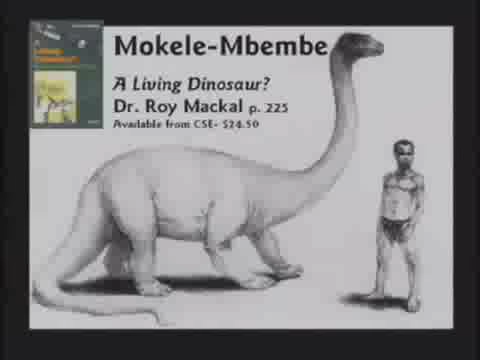 Mokele-Mbembe
A Living Dinosaur?
Dr. Roy Mackal p. 225
Available from CSE- $24.50